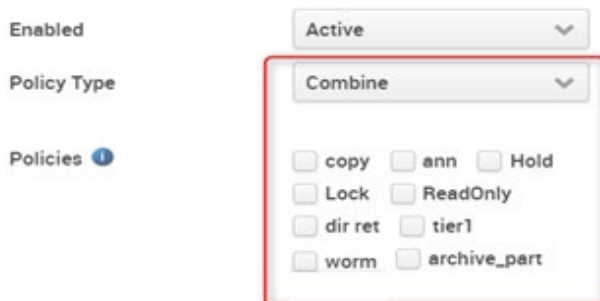 Enabled Active
Policy Type Combine
Policies copy ann Hold
Lock ReadOnly
dir ret tier1
worm archive_part